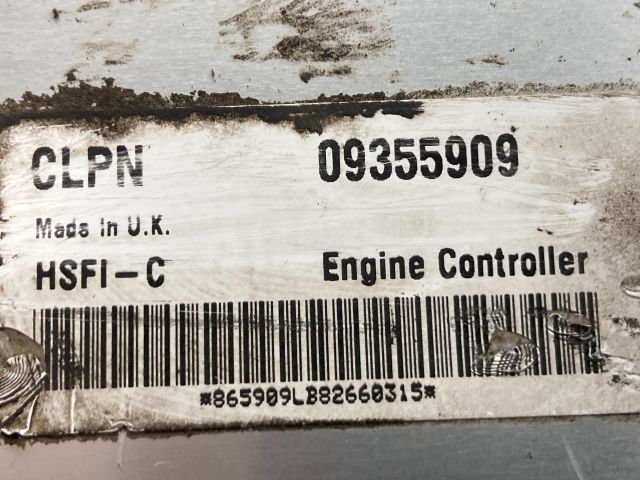 CLPN 09355909
Made in U.K.
HSFI-C Engine Controller
*865909LB82660315*